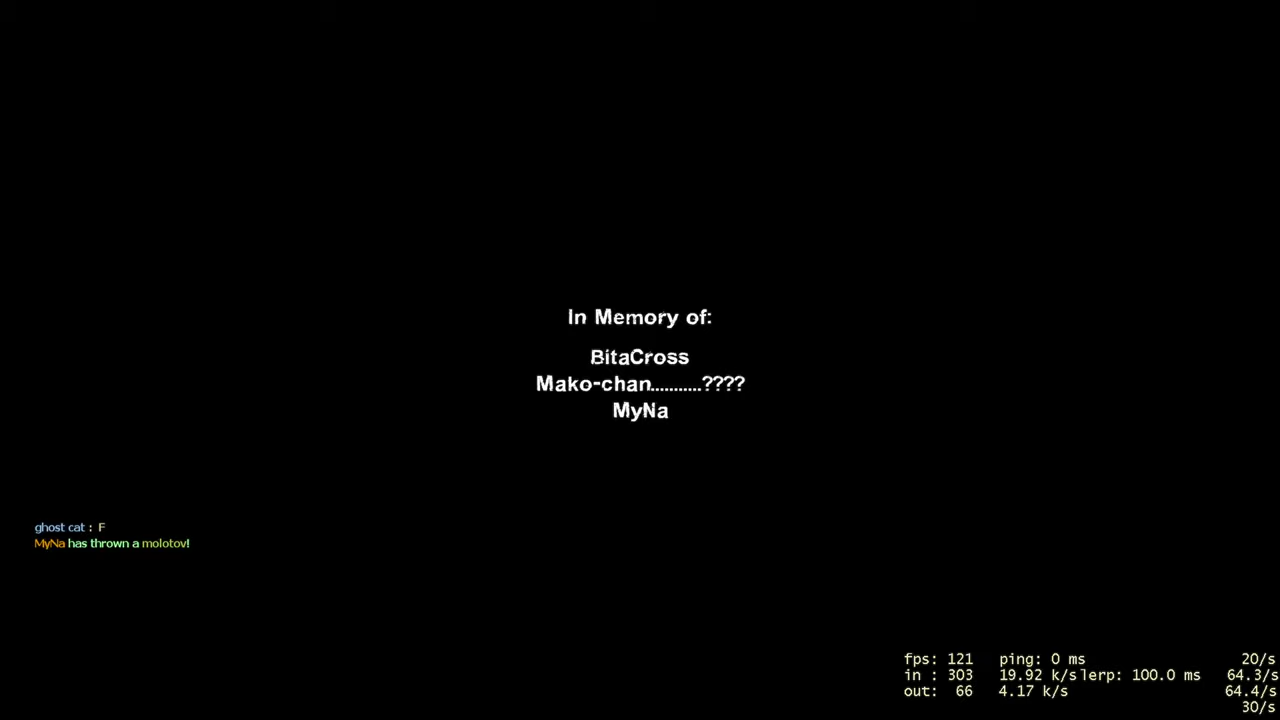 In Memory of:
BitaCross
Mako-chan...........????
MyNa
ghost cat : F
MyNa has thrown a molotov!
fps: 121 ping: 0 ms 20/s
in : 303 19.92 k/s lerp: 100.0 ms 64.3/s
out: 66 4.17 k/s 64.4/s
30/s